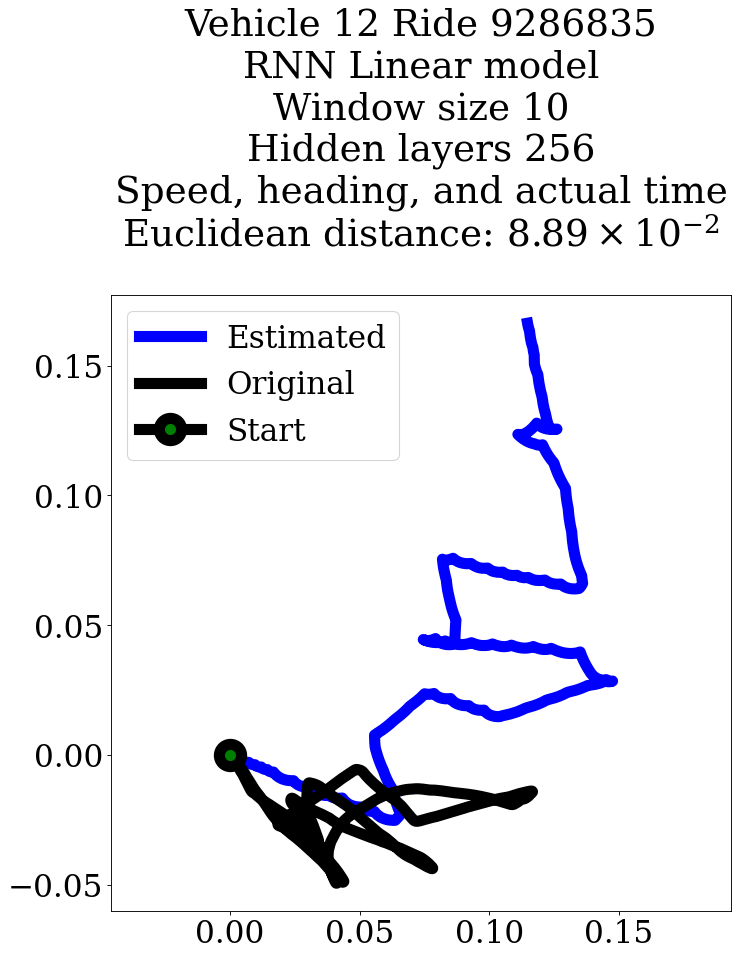 Vehicle 12 Ride 9286835
RNN Linear model
Window size 10
Hidden layers 256
Speed, heading, and actual time
Euclidean distance: 8.89 × 10⁻²
Estimated
Original
Start
0.15
0.10
0.05
0.00
−0.05
0.00 0.05 0.10 0.15